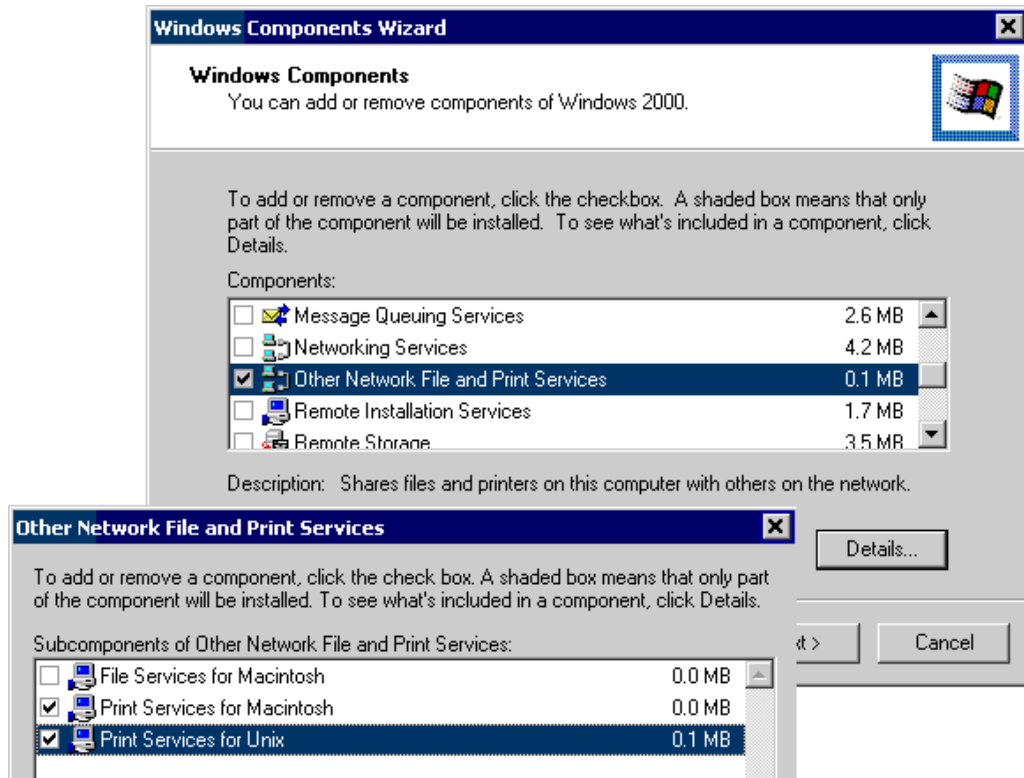 Windows Components Wizard
Windows Components
You can add or remove components of Windows 2000.
To add or remove a component, click the checkbox. A shaded box means that only
part of the component will be installed. To see what's included in a component, click
Details.
Components:
Message Queuing Services 2.6 MB
Networking Services 4.2 MB
Other Network File and Print Services 0.1 MB
Remote Installation Services 1.7 MB
Remote Storage 3.5 MB
Description: Shares files and printers on this computer with others on the network.
Details...
Cancel
Other Network File and Print Services
To add or remove a component, click the check box. A shaded box means that only part
of the component will be installed. To see what's included in a component, click Details.
Subcomponents of Other Network File and Print Services:
File Services for Macintosh 0.0 MB
Print Services for Macintosh 0.0 MB
Print Services for Unix 0.1 MB